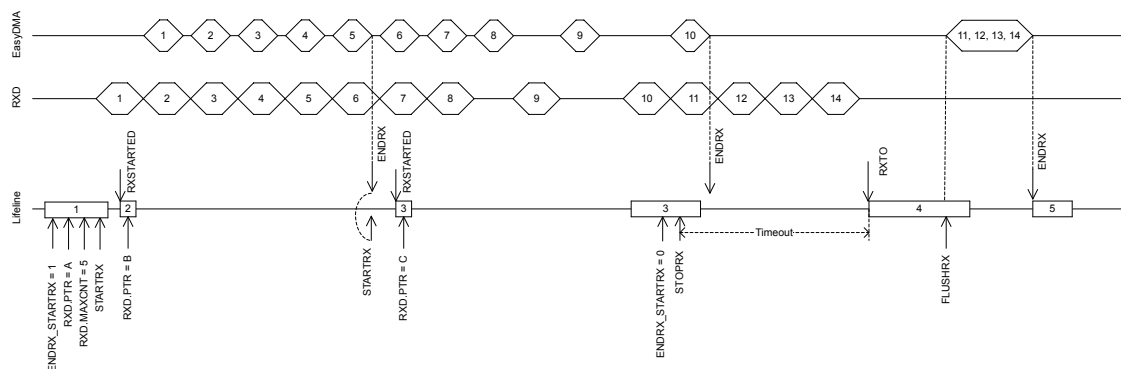 EasyDMA
1 2 3 4 5 6 7 8 9 10 11, 12, 13, 14
RXD
1 2 3 4 5 6 7 8 9 10 11 12 13 14
RXSTARTED
ENDRX
RXSTARTED
ENDRX
RXTO
ENDRX
Lifeline
1 2 3 3 4 5
Timeout
ENDRX_STARTRX = 1
RXD.PTR = A
RXD.MAXCNT = 5
STARTRX
RXD.PTR = B
STARTRX
RXD.PTR = C
ENDRX_STARTRX = 0
STOPRX
FLUSHRX